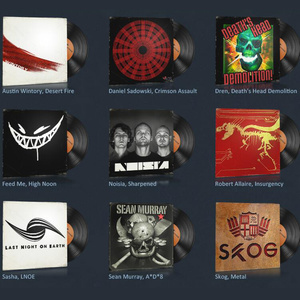 DEATH'S HEAD
DEMOLITION!
Austin Wintory, Desert Fire
Daniel Sadowski, Crimson Assault
Dren, Death's Head Demolition
NOISIA
Feed Me, High Noon
Noisia, Sharpened
Robert Allaire, Insurgency
LAST NIGHT ON EARTH
SEAN MURRAY
SKOG
Sasha, LNOE
Sean Murray, A*D*8
Skog, Metal